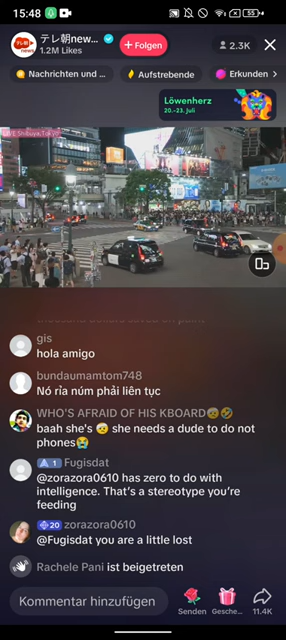 15:48
テレ朝new...
1.2M Likes
+ Folgen
2.3K
Nachrichten und ...
Aufstrebende
Erkunden
Löwenherz
20.-23. Juli
LIVE Shibuya,Tokyo
gis
hola amigo
bundaumamtom748
Nó rỉa núm phải liên tục
WHO'S AFRAID OF HIS KBOARD🤕🤣
baah she's 🤕 she needs a dude to do not
phones😭
1 Fugisdat
@zorazora0610 has zero to do with
intelligence. That's a stereotype you're
feeding
20 zorazora0610
@Fugisdat you are a little lost
Rachele Pani ist beigetreten
Kommentar hinzufügen
Senden
Gesche...
11.4K